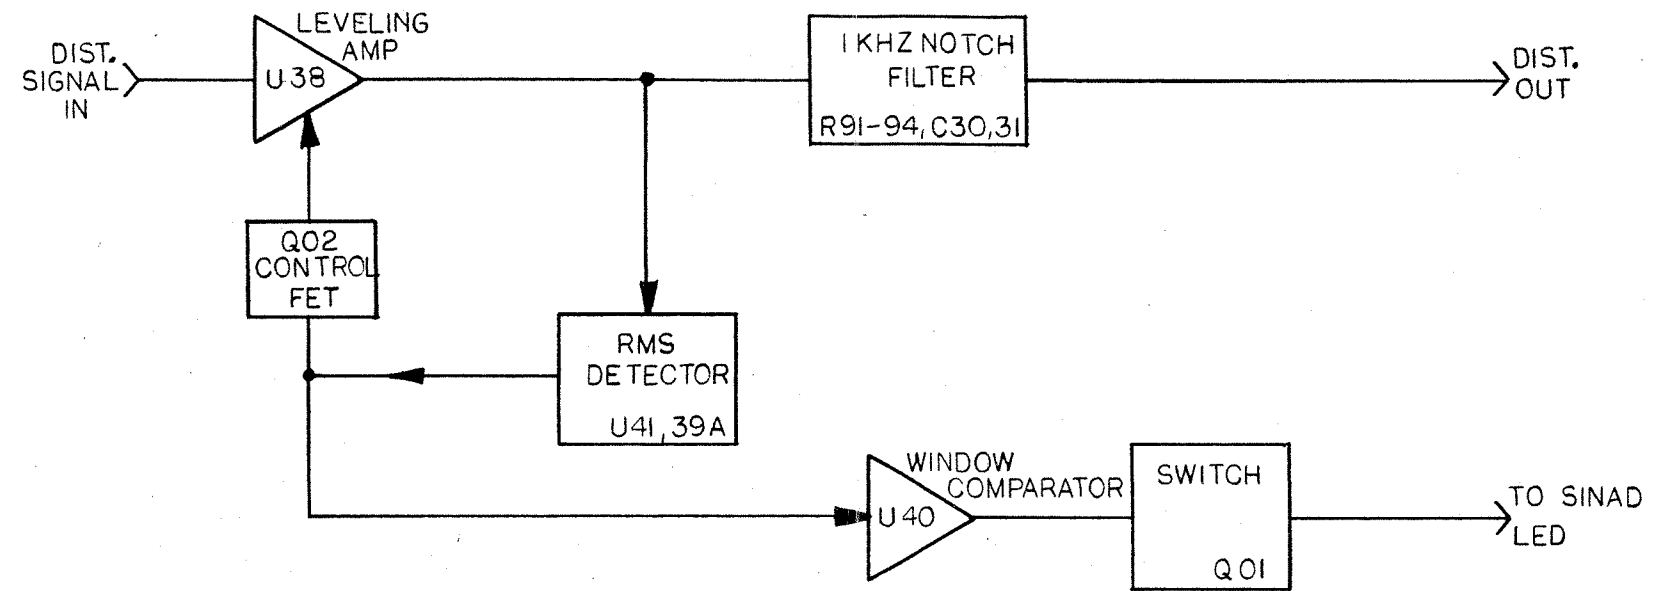 DIST.
SIGNAL
IN
LEVELING
AMP
U38
1 KHZ NOTCH
FILTER
R91-94, C30,31
DIST.
OUT
Q02
CONTROL
FET
RMS
DETECTOR
U41, 39A
WINDOW
COMPARATOR
U40
SWITCH
Q01
TO SINAD
LED